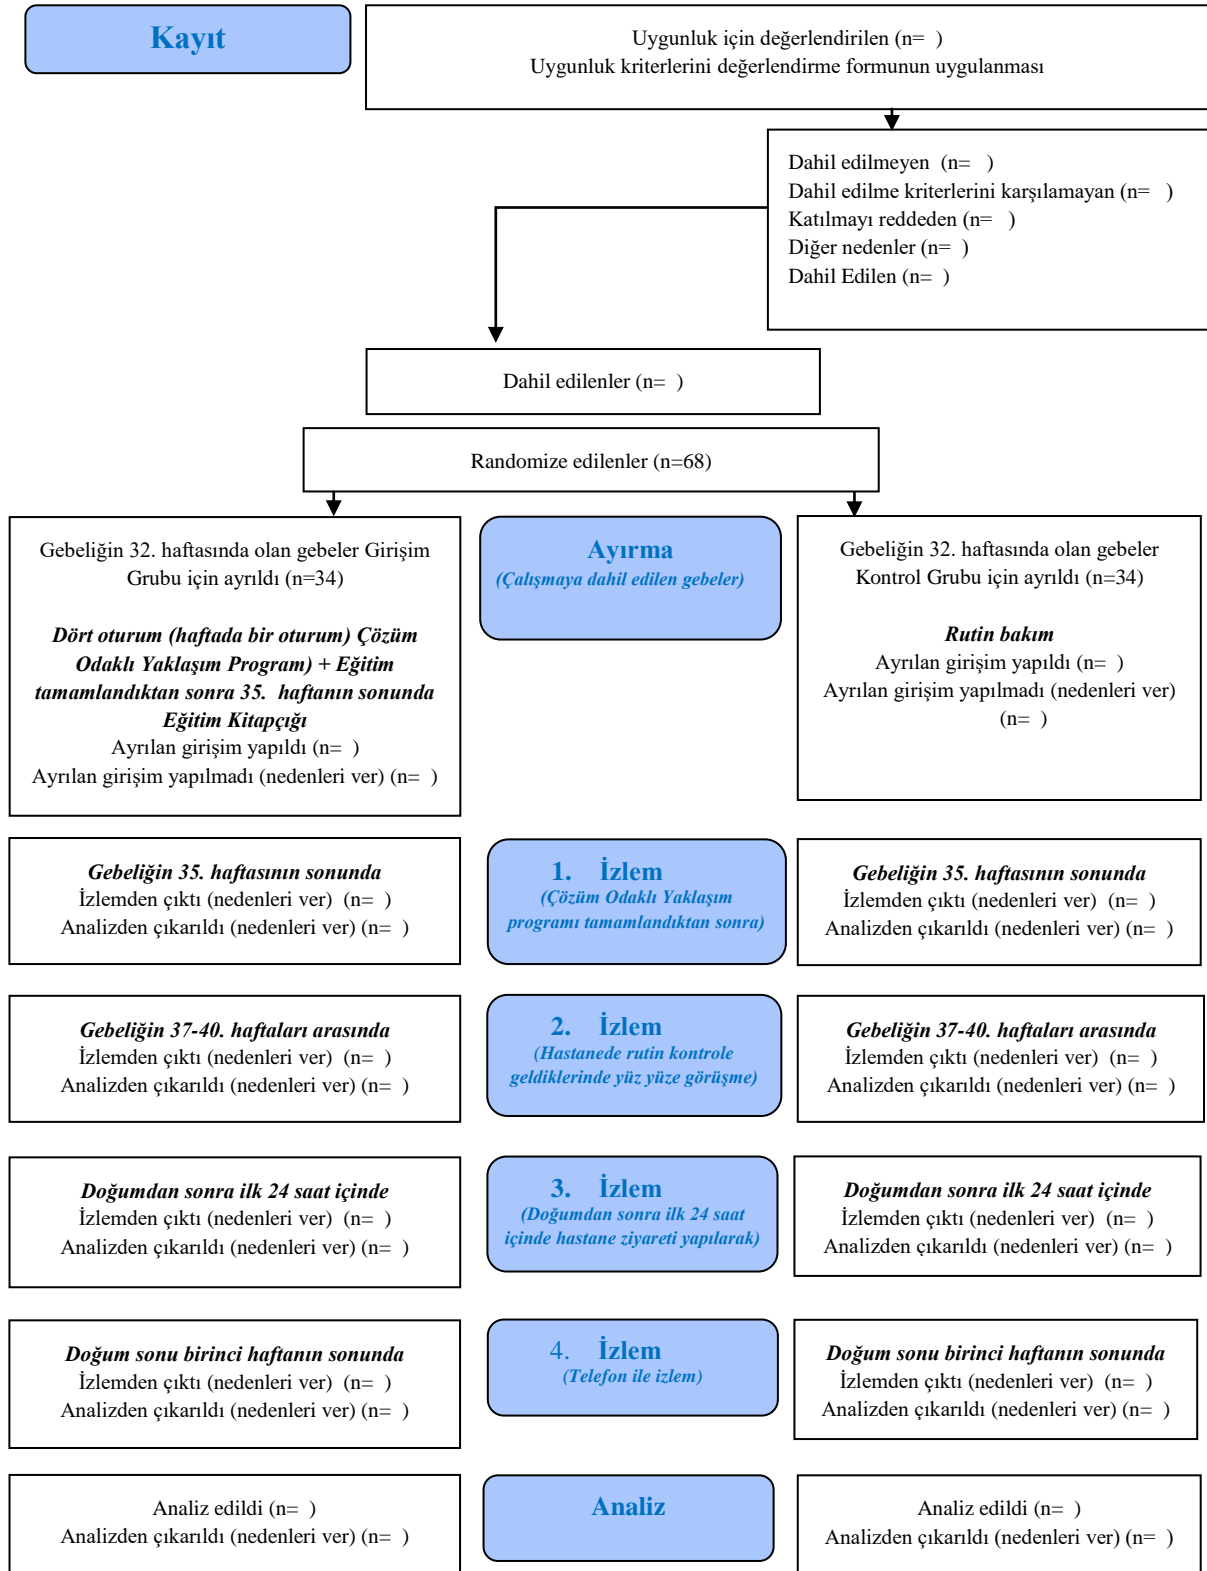 Kayıt
Uygunluk için değerlendirilen (n=  )
Uygunluk kriterlerini değerlendirme formunun uygulanması
Dahil edilmeyen  (n=   )
Dahil edilme kriterlerini karşılamayan (n=   )
Katılmayı reddeden (n=   )
Diğer nedenler (n=  )
Dahil Edilen (n=  )
Dahil edilenler (n=  )
Randomize edilenler (n=68)
Gebeliğin 32. haftasında olan gebeler Girişim
Grubu için ayrıldı (n=34)
Dört oturum (haftada bir oturum) Çözüm
Odaklı Yaklaşım Program) + Eğitim
tamamlandıktan sonra 35.  haftanın sonunda
Eğitim Kitapçığı
Ayrılan girişim yapıldı (n=  )
Ayrılan girişim yapılmadı (nedenleri ver) (n=  )
Ayırma
(Çalışmaya dahil edilen gebeler)
Gebeliğin 32. haftasında olan gebeler
Kontrol Grubu için ayrıldı (n=34)
Rutin bakım
Ayrılan girişim yapıldı (n=  )
Ayrılan girişim yapılmadı (nedenleri ver)
(n=  )
Gebeliğin 35. haftasının sonunda
İzlemden çıktı (nedenleri ver)  (n=  )
Analizden çıkarıldı (nedenleri ver) (n=  )
1.   İzlem
(Çözüm Odaklı Yaklaşım
programı tamamlandıktan sonra)
Gebeliğin 35. haftasının sonunda
İzlemden çıktı (nedenleri ver)  (n=  )
Analizden çıkarıldı (nedenleri ver) (n=  )
Gebeliğin 37-40. haftaları arasında
İzlemden çıktı (nedenleri ver)  (n=  )
Analizden çıkarıldı (nedenleri ver) (n=  )
2.   İzlem
(Hastanede rutin kontrole
geldiklerinde yüz yüze görüşme)
Gebeliğin 37-40. haftaları arasında
İzlemden çıktı (nedenleri ver)  (n=  )
Analizden çıkarıldı (nedenleri ver) (n=  )
Doğumdan sonra ilk 24 saat içinde
İzlemden çıktı (nedenleri ver)  (n=  )
Analizden çıkarıldı (nedenleri ver) (n=  )
3.   İzlem
(Doğumdan sonra ilk 24 saat
içinde hastane ziyareti yapılarak)
Doğumdan sonra ilk 24 saat içinde
İzlemden çıktı (nedenleri ver)  (n=  )
Analizden çıkarıldı (nedenleri ver) (n=  )
Doğum sonu birinci haftanın sonunda
İzlemden çıktı (nedenleri ver)  (n=  )
Analizden çıkarıldı (nedenleri ver) (n=  )
4.   İzlem
(Telefon ile izlem)
Doğum sonu birinci haftanın sonunda
İzlemden çıktı (nedenleri ver)  (n=  )
Analizden çıkarıldı (nedenleri ver) (n=  )
Analiz edildi (n=  )
Analizden çıkarıldı (nedenleri ver) (n=  )
Analiz
Analiz edildi (n=  )
Analizden çıkarıldı (nedenleri ver) (n=  )